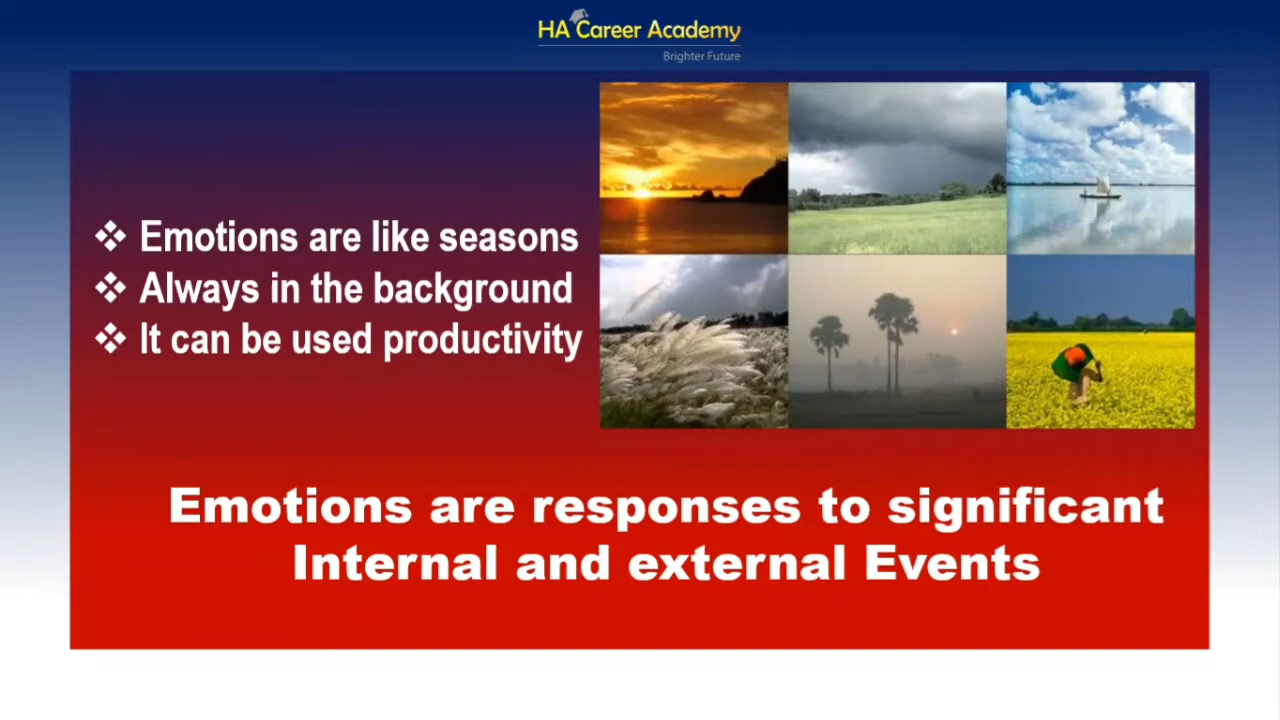 HA Career Academy
Brighter Future
❖ Emotions are like seasons
❖ Always in the background
❖ It can be used productivity
Emotions are responses to significant
Internal and external Events